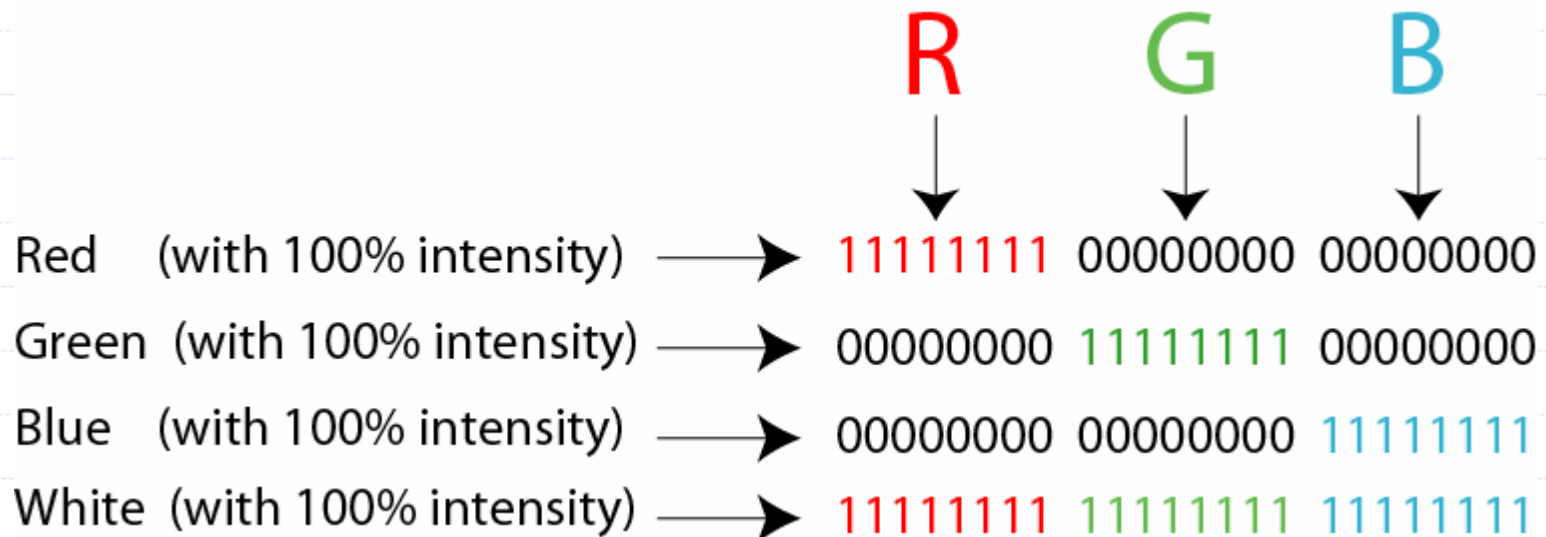 R G B
Red (with 100% intensity) 11111111 00000000 00000000
Green (with 100% intensity) 00000000 11111111 00000000
Blue (with 100% intensity) 00000000 00000000 11111111
White (with 100% intensity) 11111111 11111111 11111111